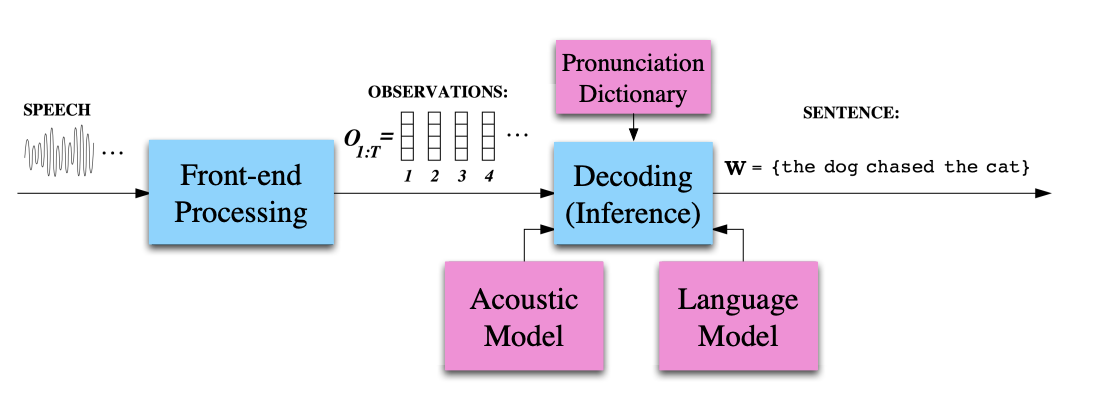 SPEECH
...
Front-end
Processing
OBSERVATIONS:
O1:T=
...
1 2 3 4
Pronunciation
Dictionary
Decoding
(Inference)
Acoustic
Model
Language
Model
SENTENCE:
W = {the dog chased the cat}